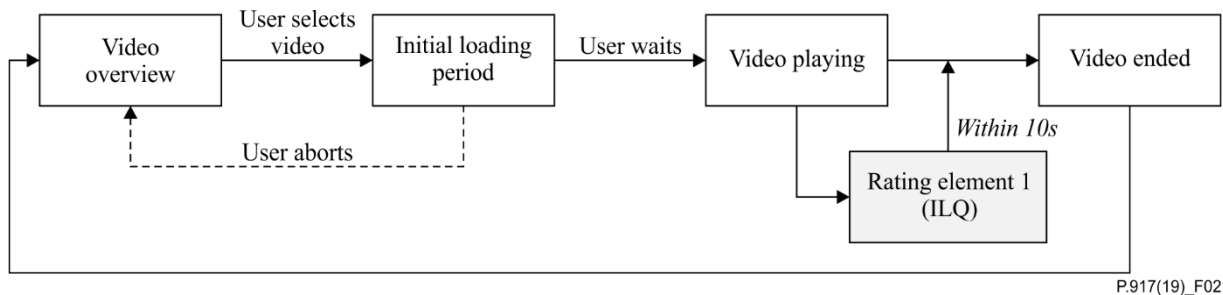 Video
overview
User selects
video
Initial loading
period
User waits
Video playing
Video ended
User aborts
Within 10s
Rating element 1
(ILQ)
P.917(19)_F02